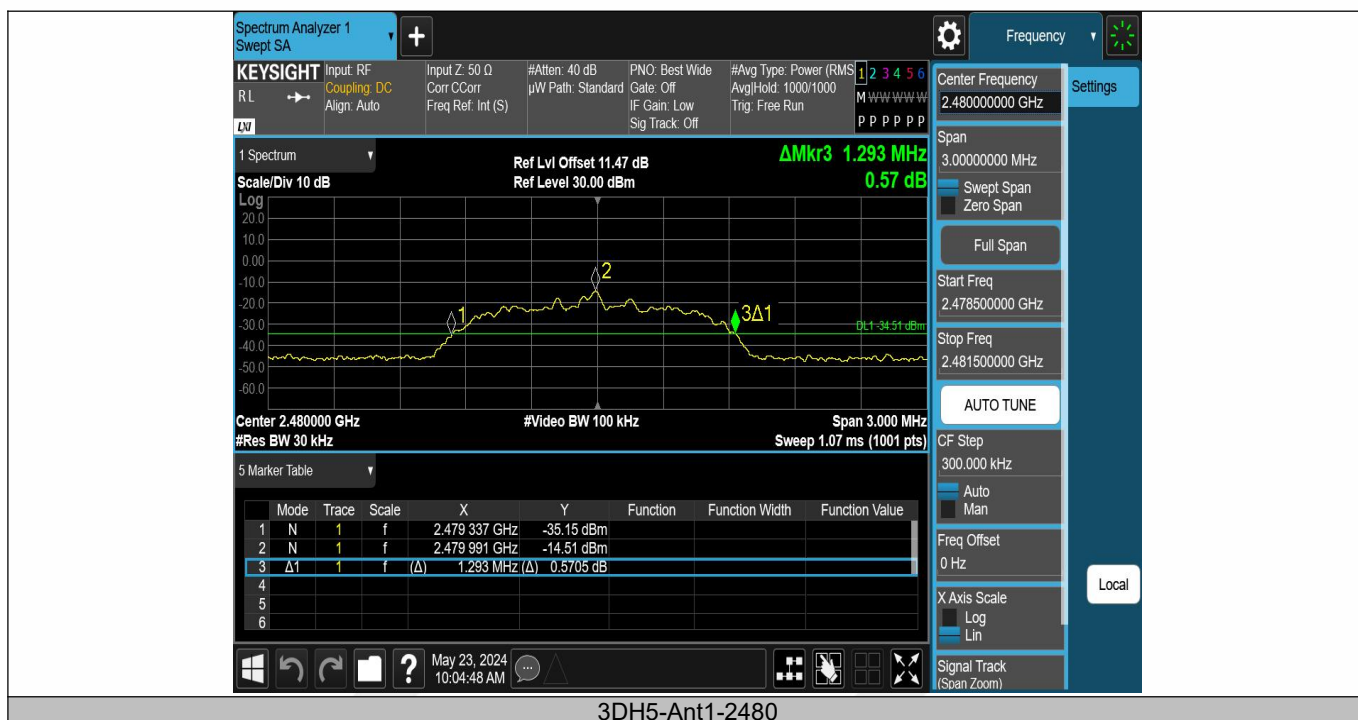 Spectrum Analyzer 1
Swept SA
+
Frequency
KEYSIGHT
RL
LXI
Input: RF
Coupling: DC
Align: Auto
Input Z: 50 Ω
Corr CCorr
Freq Ref: Int (S)
#Atten: 40 dB
µW Path: Standard
PNO: Best Wide
Gate: Off
IF Gain: Low
Sig Track: Off
#Avg Type: Power (RMS
Avg|Hold: 1000/1000
Trig: Free Run
1 2 3 4 5 6
M W W W W W
P P P P P P
1 Spectrum
Scale/Div 10 dB
Ref Lvl Offset 11.47 dB
Ref Level 30.00 dBm
ΔMkr3 1.293 MHz
0.57 dB
Log
20.0
10.0
0.00
-10.0
-20.0
-30.0
-40.0
-50.0
-60.0
1
2
3Δ1
DL1 -34.51 dBm
Center 2.480000 GHz
#Video BW 100 kHz
Span 3.000 MHz
#Res BW 30 kHz
Sweep 1.07 ms (1001 pts)
5 Marker Table
Mode Trace Scale X Y Function Function Width Function Value
1 N 1 f 2.479 337 GHz -35.15 dBm
2 N 1 f 2.479 991 GHz -14.51 dBm
3 Δ1 1 f (Δ) 1.293 MHz (Δ) 0.5705 dB
4
5
6
?
May 23, 2024
10:04:48 AM
Center Frequency
2.480000000 GHz
Settings
Span
3.00000000 MHz
Swept Span
Zero Span
Full Span
Start Freq
2.478500000 GHz
Stop Freq
2.481500000 GHz
AUTO TUNE
CF Step
300.000 kHz
Auto
Man
Freq Offset
0 Hz
Local
X Axis Scale
Log
Lin
Signal Track
(Span Zoom)
3DH5-Ant1-2480